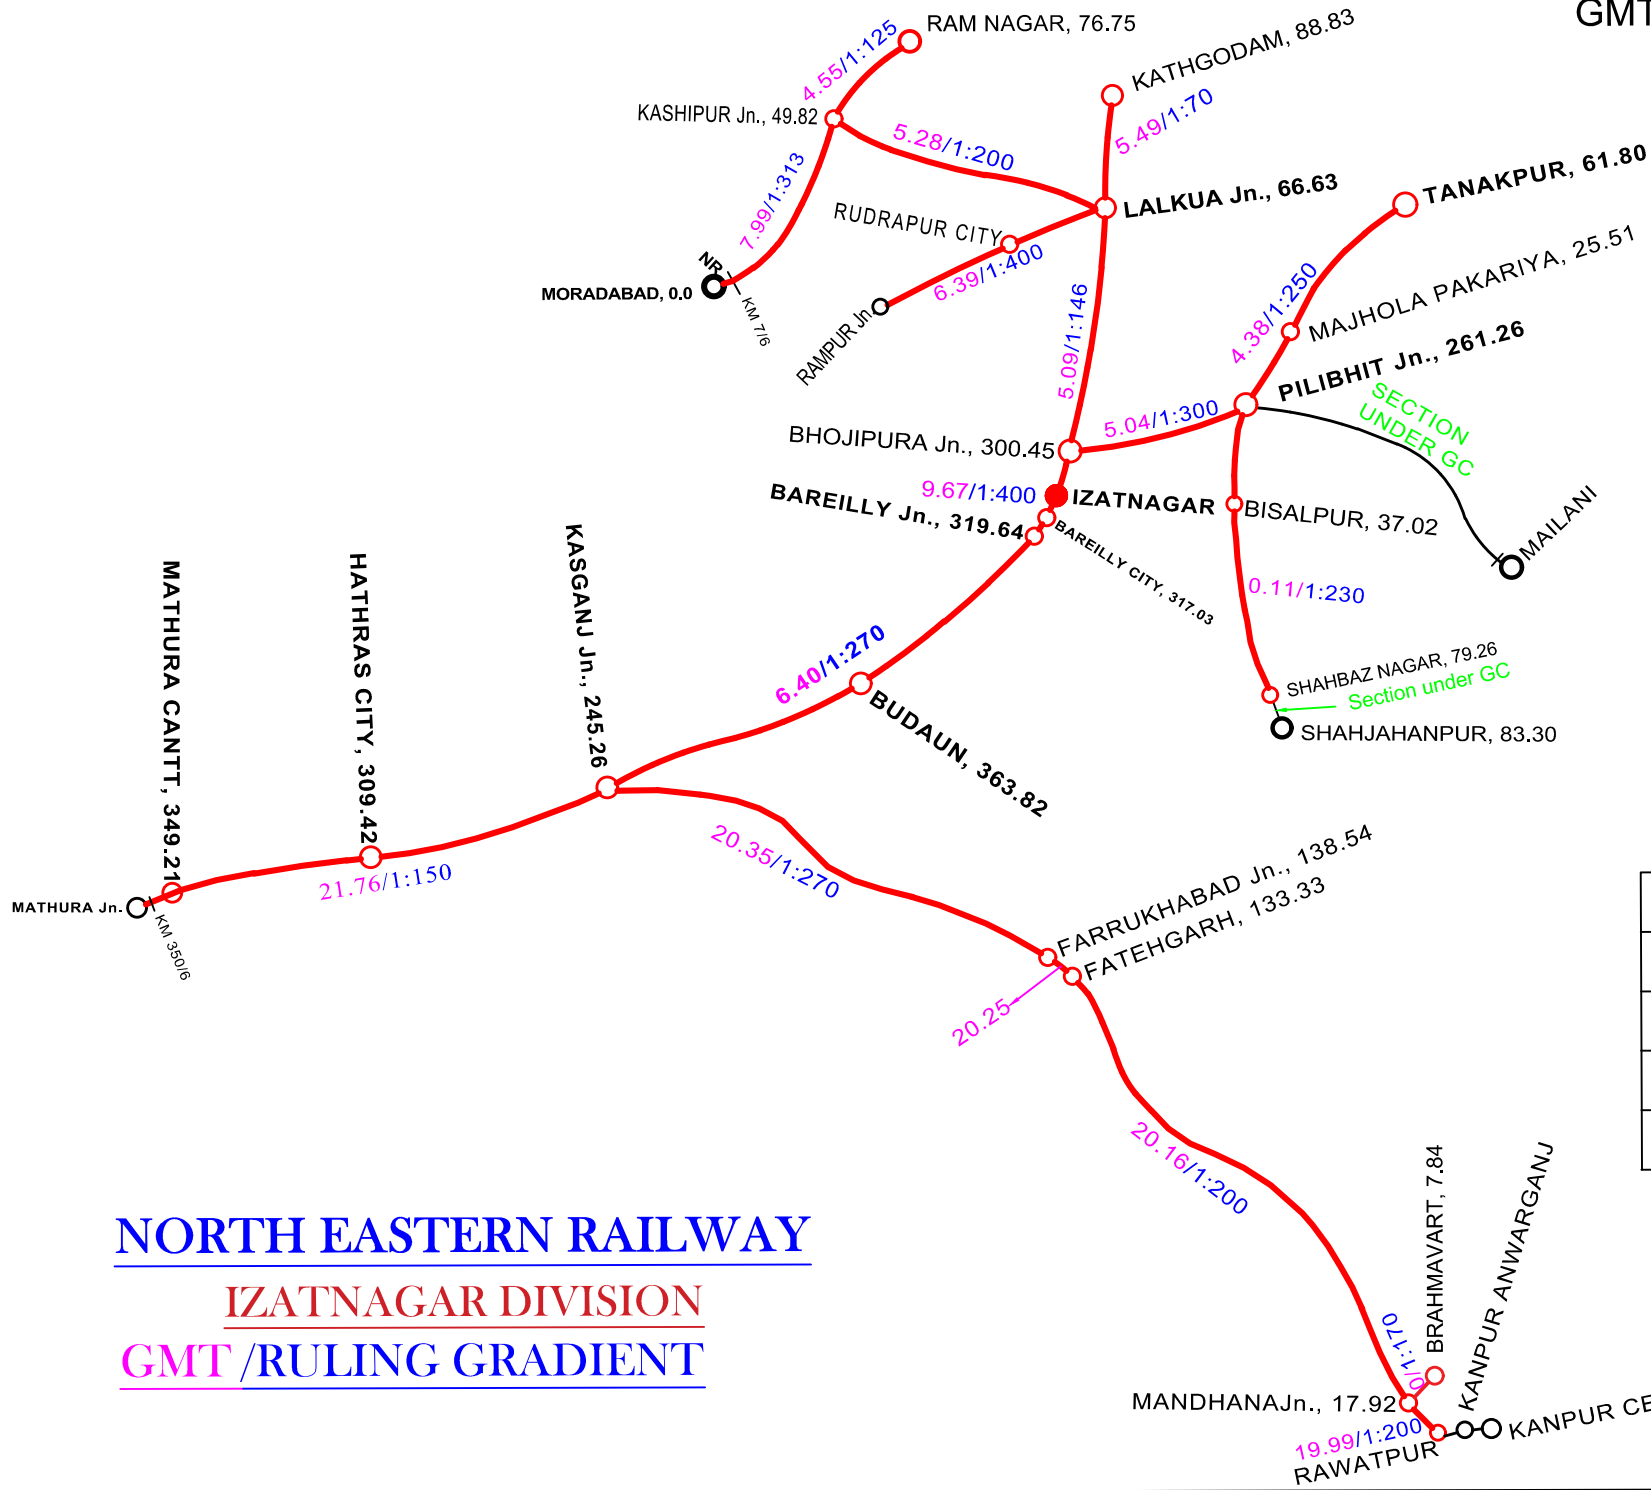 GMT
RAM NAGAR, 76.75
4.55/1:125
KATHGODAM, 88.83
5.49/1:70
KASHIPUR Jn., 49.82
5.28/1:200
7.99/1:313
TANAKPUR, 61.80
LALKUA Jn., 66.63
RUDRAPUR CITY
6.39/1:400
NR
MORADABAD, 0.0
KM 7/6
RAMPUR Jn
5.09/1:146
4.38/1:250
MAJHOLA PAKARIYA, 25.51
PILIBHIT Jn., 261.26
SECTION
UNDER GC
5.04/1:300
BHOJIPURA Jn., 300.45
9.67/1:400
IZATNAGAR
BAREILLY Jn., 319.64
BAREILLY CITY, 317.03
BISALPUR, 37.02
MAILANI
0.11/1:230
SHAHBAZ NAGAR, 79.26
Section under GC
SHAHJAHANPUR, 83.30
MATHURA CANTT, 349.21
HATHRAS CITY, 309.42
KASGANJ Jn., 245.26
6.40/1:270
BUDAUN, 363.82
21.76/1:150
20.35/1:270
MATHURA Jn.
KM 350/6
FARRUKHABAD Jn., 138.54
FATEHGARH, 133.33
20.25
20.16/1:200
BRAHMAVART, 7.84
KANPUR ANWARGANJ
0/1:170
MANDHANAJn., 17.92
19.99/1:200
RAWATPUR
KANPUR CE
NORTH EASTERN RAILWAY
IZATNAGAR DIVISION
GMT /RULING GRADIENT